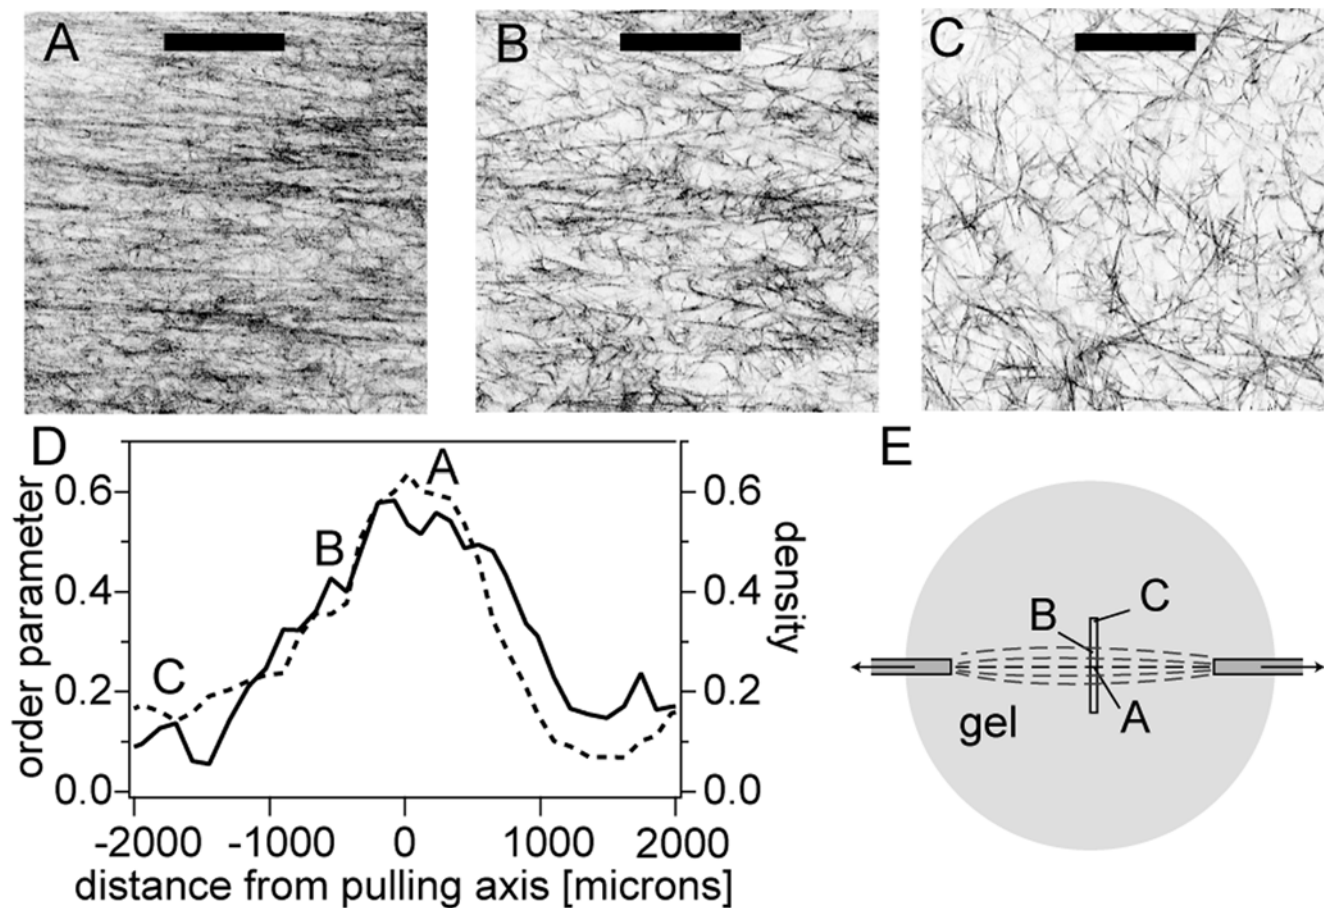 A
B
C
D
order parameter
0.6
0.4
0.2
0.0
A
B
C
0.6
0.4
0.2
0.0
density
-2000
-1000
0
1000
2000
distance from pulling axis [microns]
E
B
C
A
gel